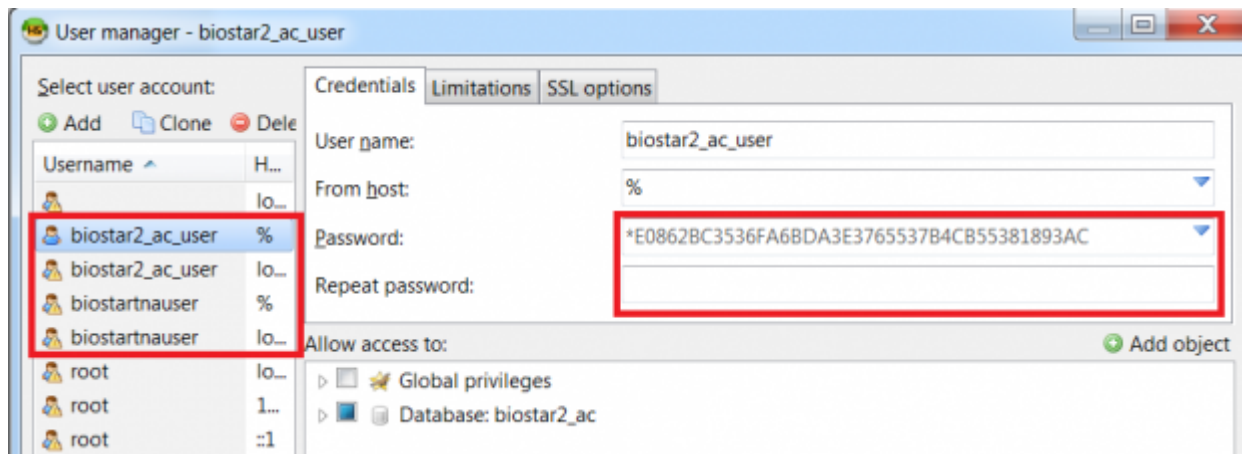 User manager - biostar2_ac_user
Select user account:
Add Clone Dele
Username H...
lo...
biostar2_ac_user %
biostar2_ac_user lo...
biostartnauser %
biostartnauser lo...
root lo...
root 1...
root ::1
Credentials Limitations SSL options
User name: biostar2_ac_user
From host: %
Password: *E0862BC3536FA6BDA3E3765537B4CB55381893AC
Repeat password:
Allow access to: Add object
Global privileges
Database: biostar2_ac